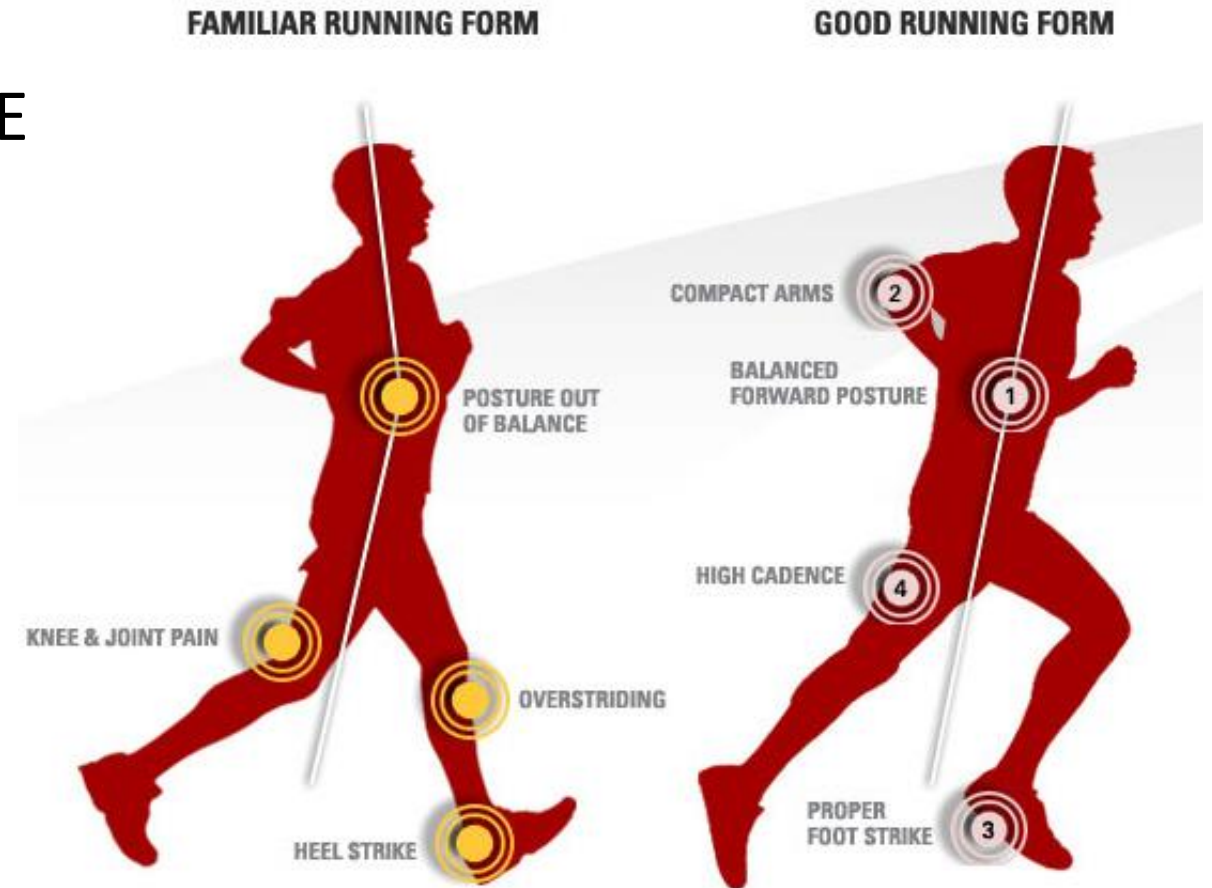 FAMILIAR RUNNING FORM
GOOD RUNNING FORM
E
COMPACT ARMS
2
BALANCED
FORWARD POSTURE
1
POSTURE OUT
OF BALANCE
HIGH CADENCE
4
KNEE & JOINT PAIN
OVERSTRIDING
PROPER
FOOT STRIKE
3
HEEL STRIKE